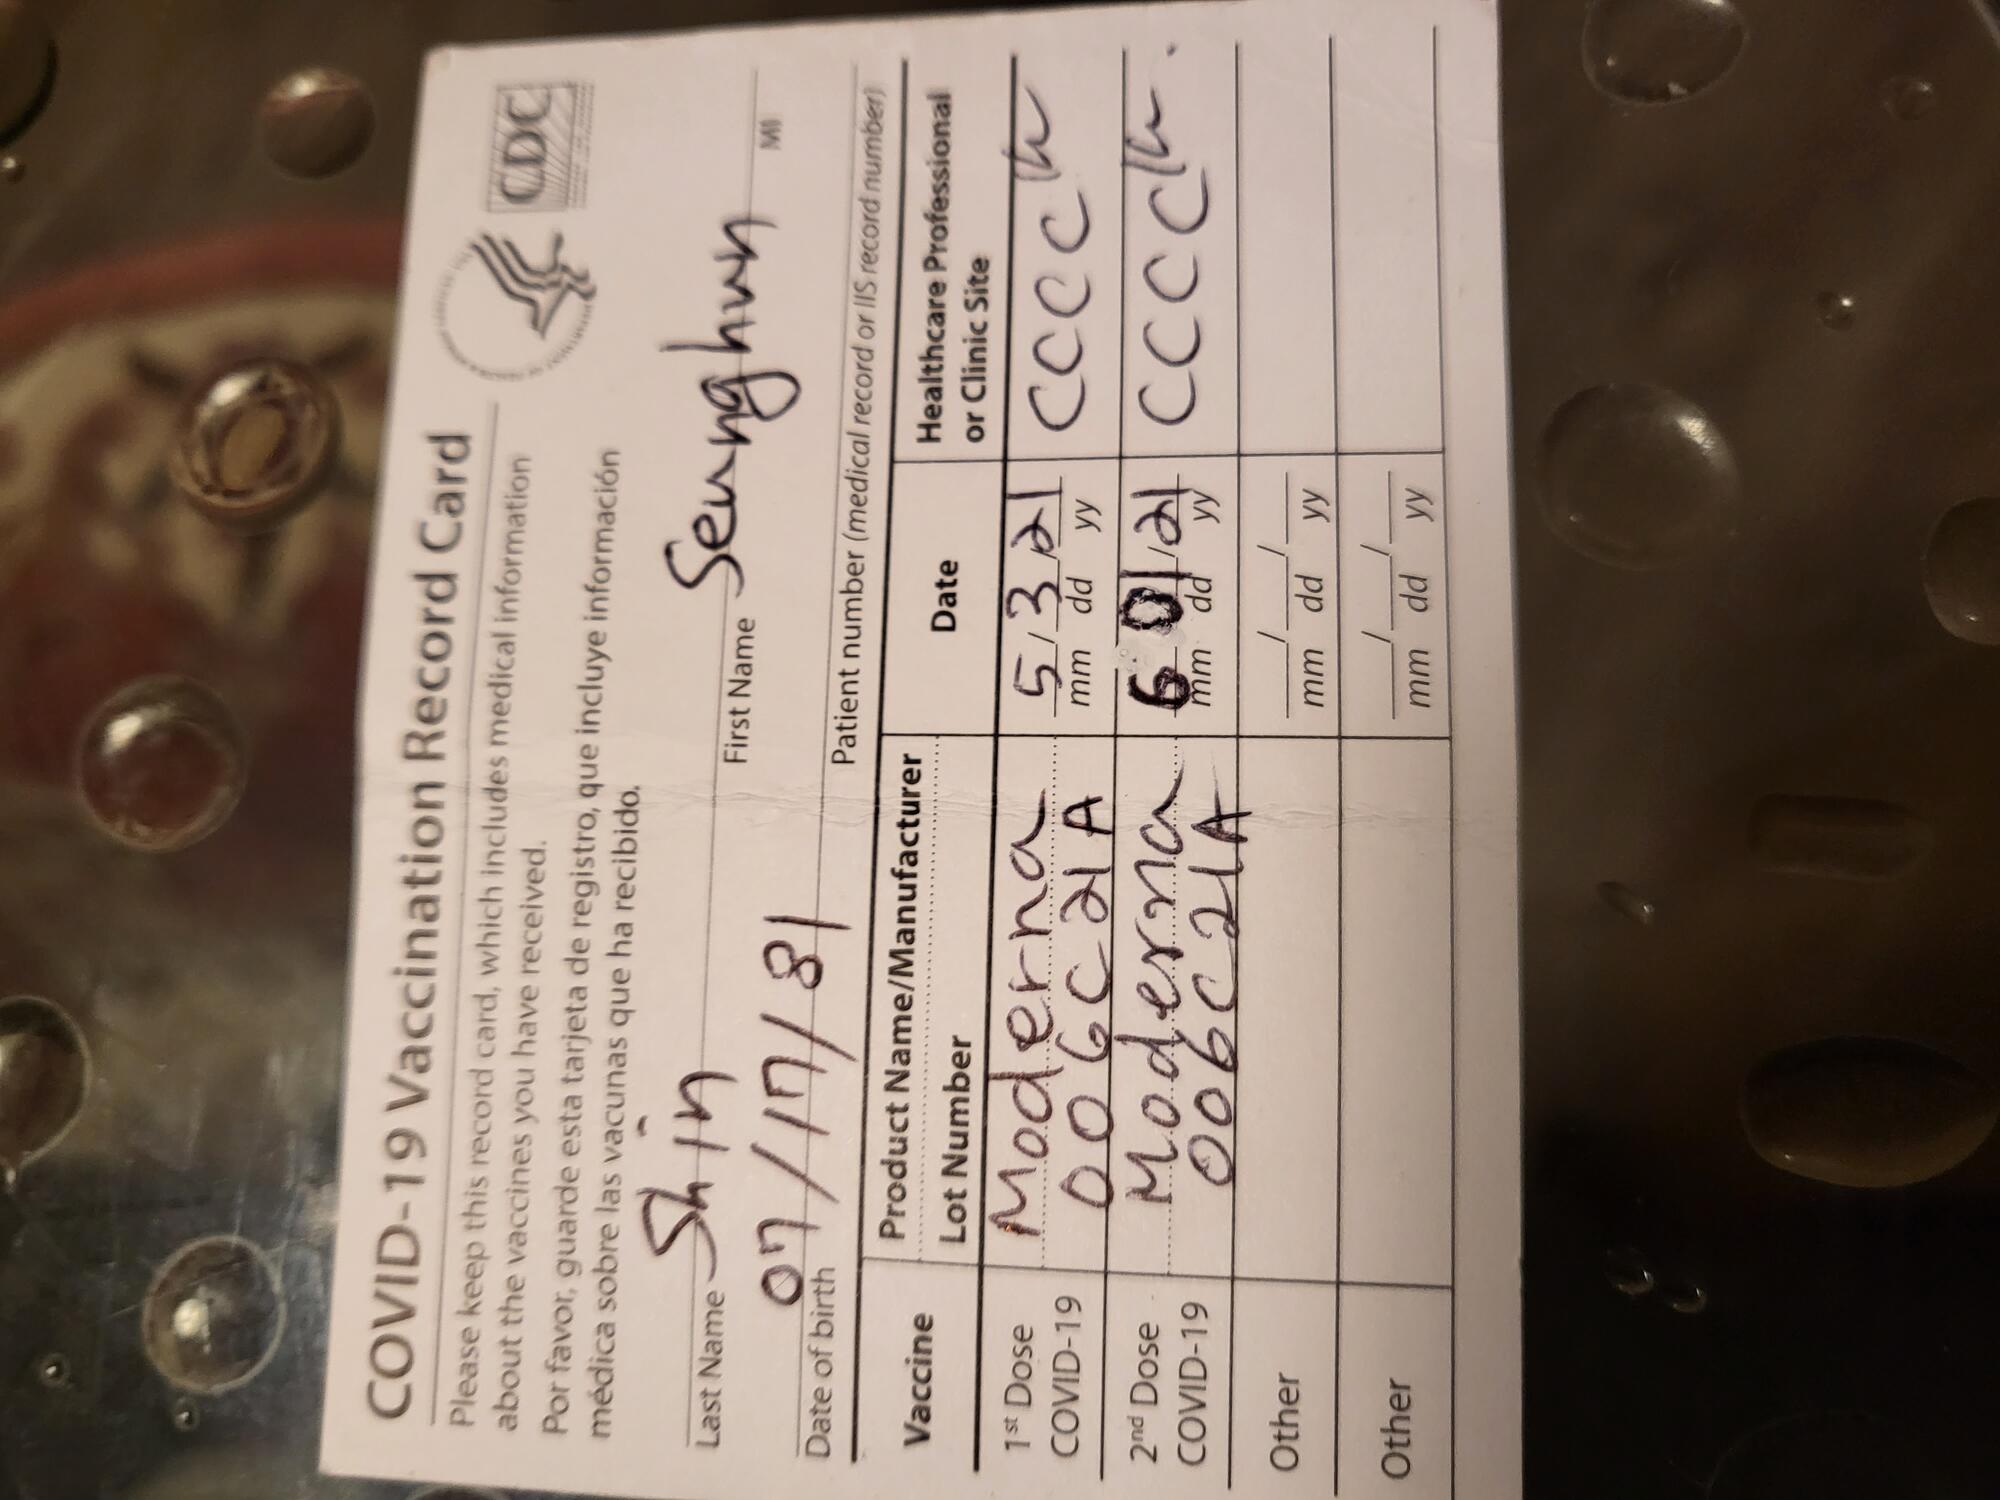 COVID-19 Vaccination Record Card
CDC
Please keep this record card, which includes medical information
about the vaccines you have received.
Por favor, guarde esta tarjeta de registro, que incluye información
médica sobre las vacunas que ha recibido.
Shin Seunghun
Last Name First Name MI
07/17/81
Date of birth Patient number (medical record or IIS record number)
Vaccine Product Name/Manufacturer Date Healthcare Professional
Lot Number or Clinic Site
1st Dose Moderna 5/3/21 CCCC
COVID-19 006C21A mm dd yy
2nd Dose Moderna 6 01/21 CCCC
COVID-19 006C21A mm dd yy
Other mm dd yy
Other mm dd yy